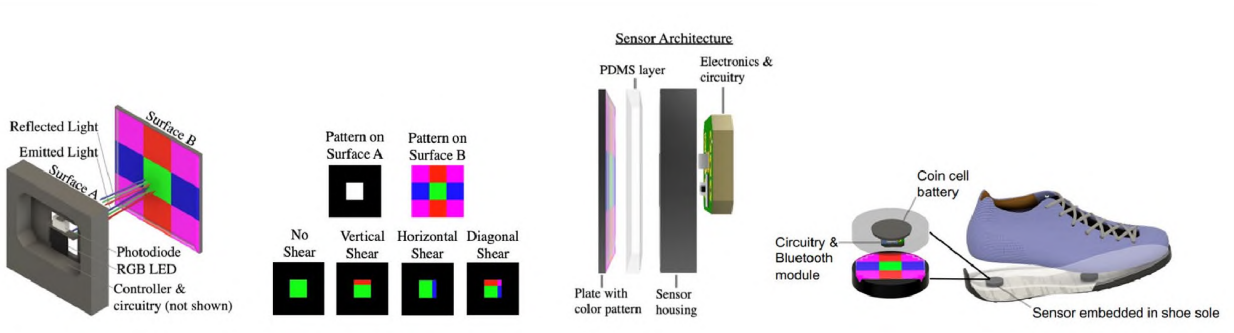 Reflected Light
Emitted Light
Surface A
Surface B
Photodiode
RGB LED
Controller &
circuitry (not shown)
Pattern on
Surface A
Pattern on
Surface B
No
Shear
Vertical
Shear
Horizontal
Shear
Diagonal
Shear
Sensor Architecture
PDMS layer
Electronics &
circuitry
Plate with
color pattern
Sensor
housing
Coin cell
battery
Circuitry &
Bluetooth
module
Sensor embedded in shoe sole